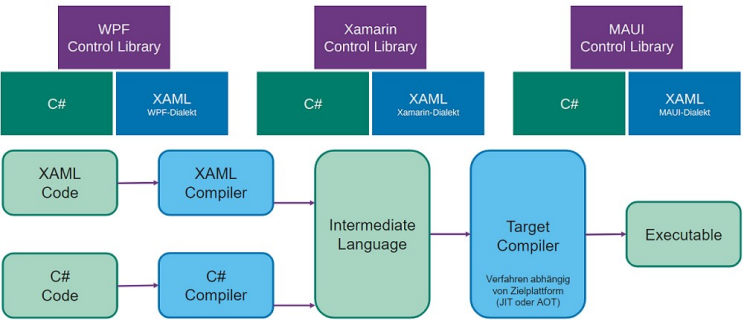 WPF
Control Library
Xamarin
Control Library
MAUI
Control Library
C#
XAML
WPF-Dialekt
C#
XAML
Xamarin-Dialekt
C#
XAML
MAUI-Dialekt
XAML
Code
XAML
Compiler
C#
Code
C#
Compiler
Intermediate
Language
Target
Compiler
Verfahren abhängig
von Zielplattform
(JIT oder AOT)
Executable